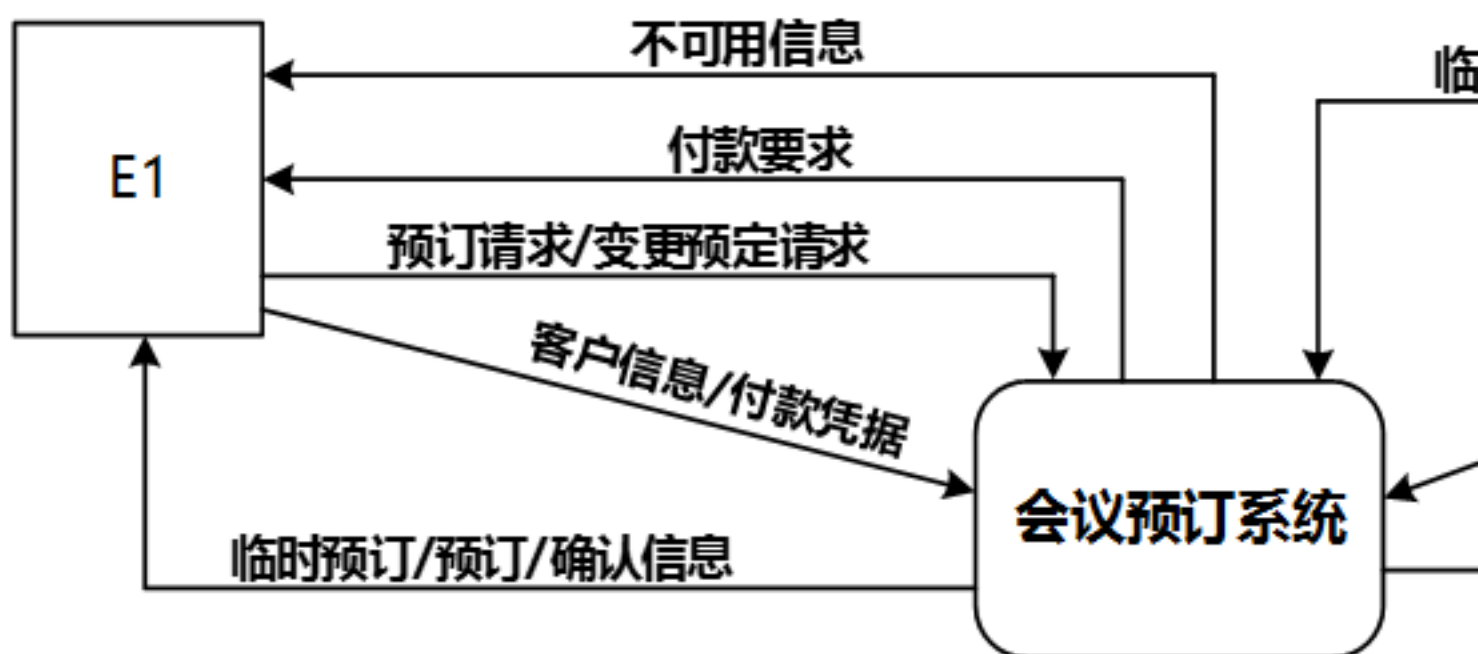 不可用信息
临
付款要求
E1
预订请求/变更预定请求
客户信息/付款凭据
会议预订系统
临时预订/预订/确认信息